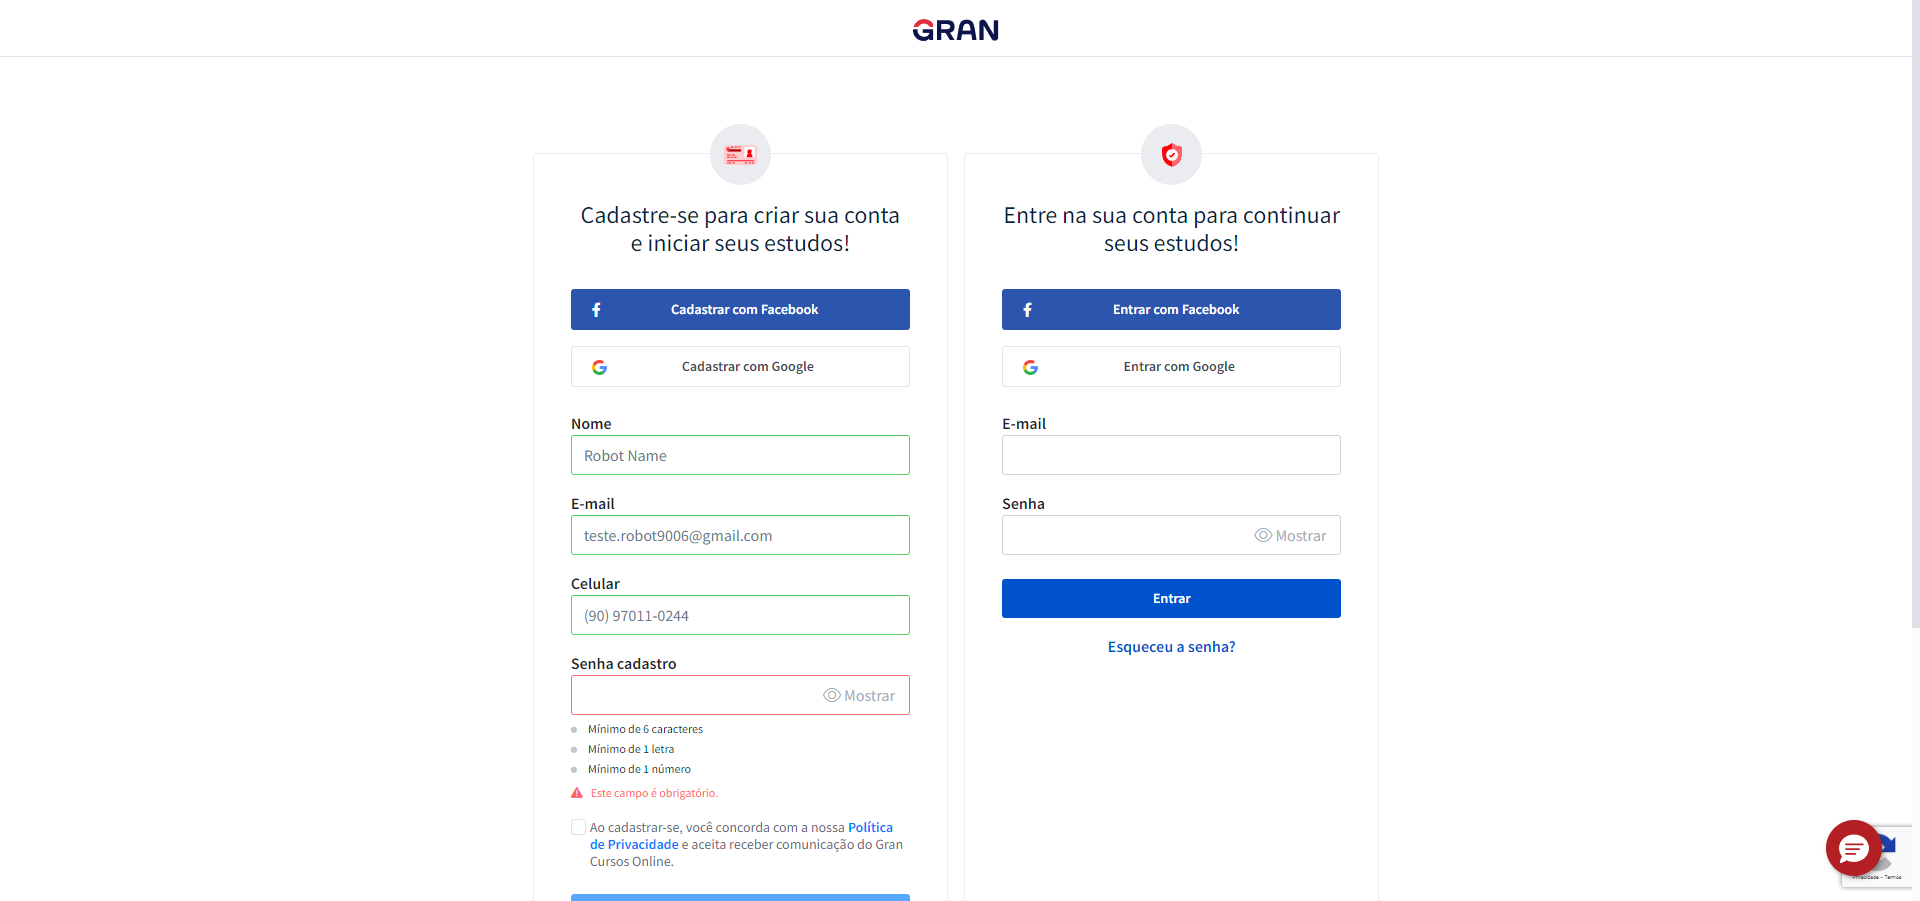 GRAN
Cadastre-se para criar sua conta
e iniciar seus estudos!
Cadastrar com Facebook
Cadastrar com Google
Nome
Robot Name
E-mail
teste.robot9006@gmail.com
Celular
(90) 97011-0244
Senha cadastro
Mostrar
Mínimo de 6 caracteres
Mínimo de 1 letra
Mínimo de 1 número
Este campo é obrigatório.
Ao cadastrar-se, você concorda com a nossa Política
de Privacidade e aceita receber comunicação do Gran
Cursos Online.
Entre na sua conta para continuar
seus estudos!
Entrar com Facebook
Entrar com Google
E-mail
Senha
Mostrar
Entrar
Esqueceu a senha?
Privacidade - Termos